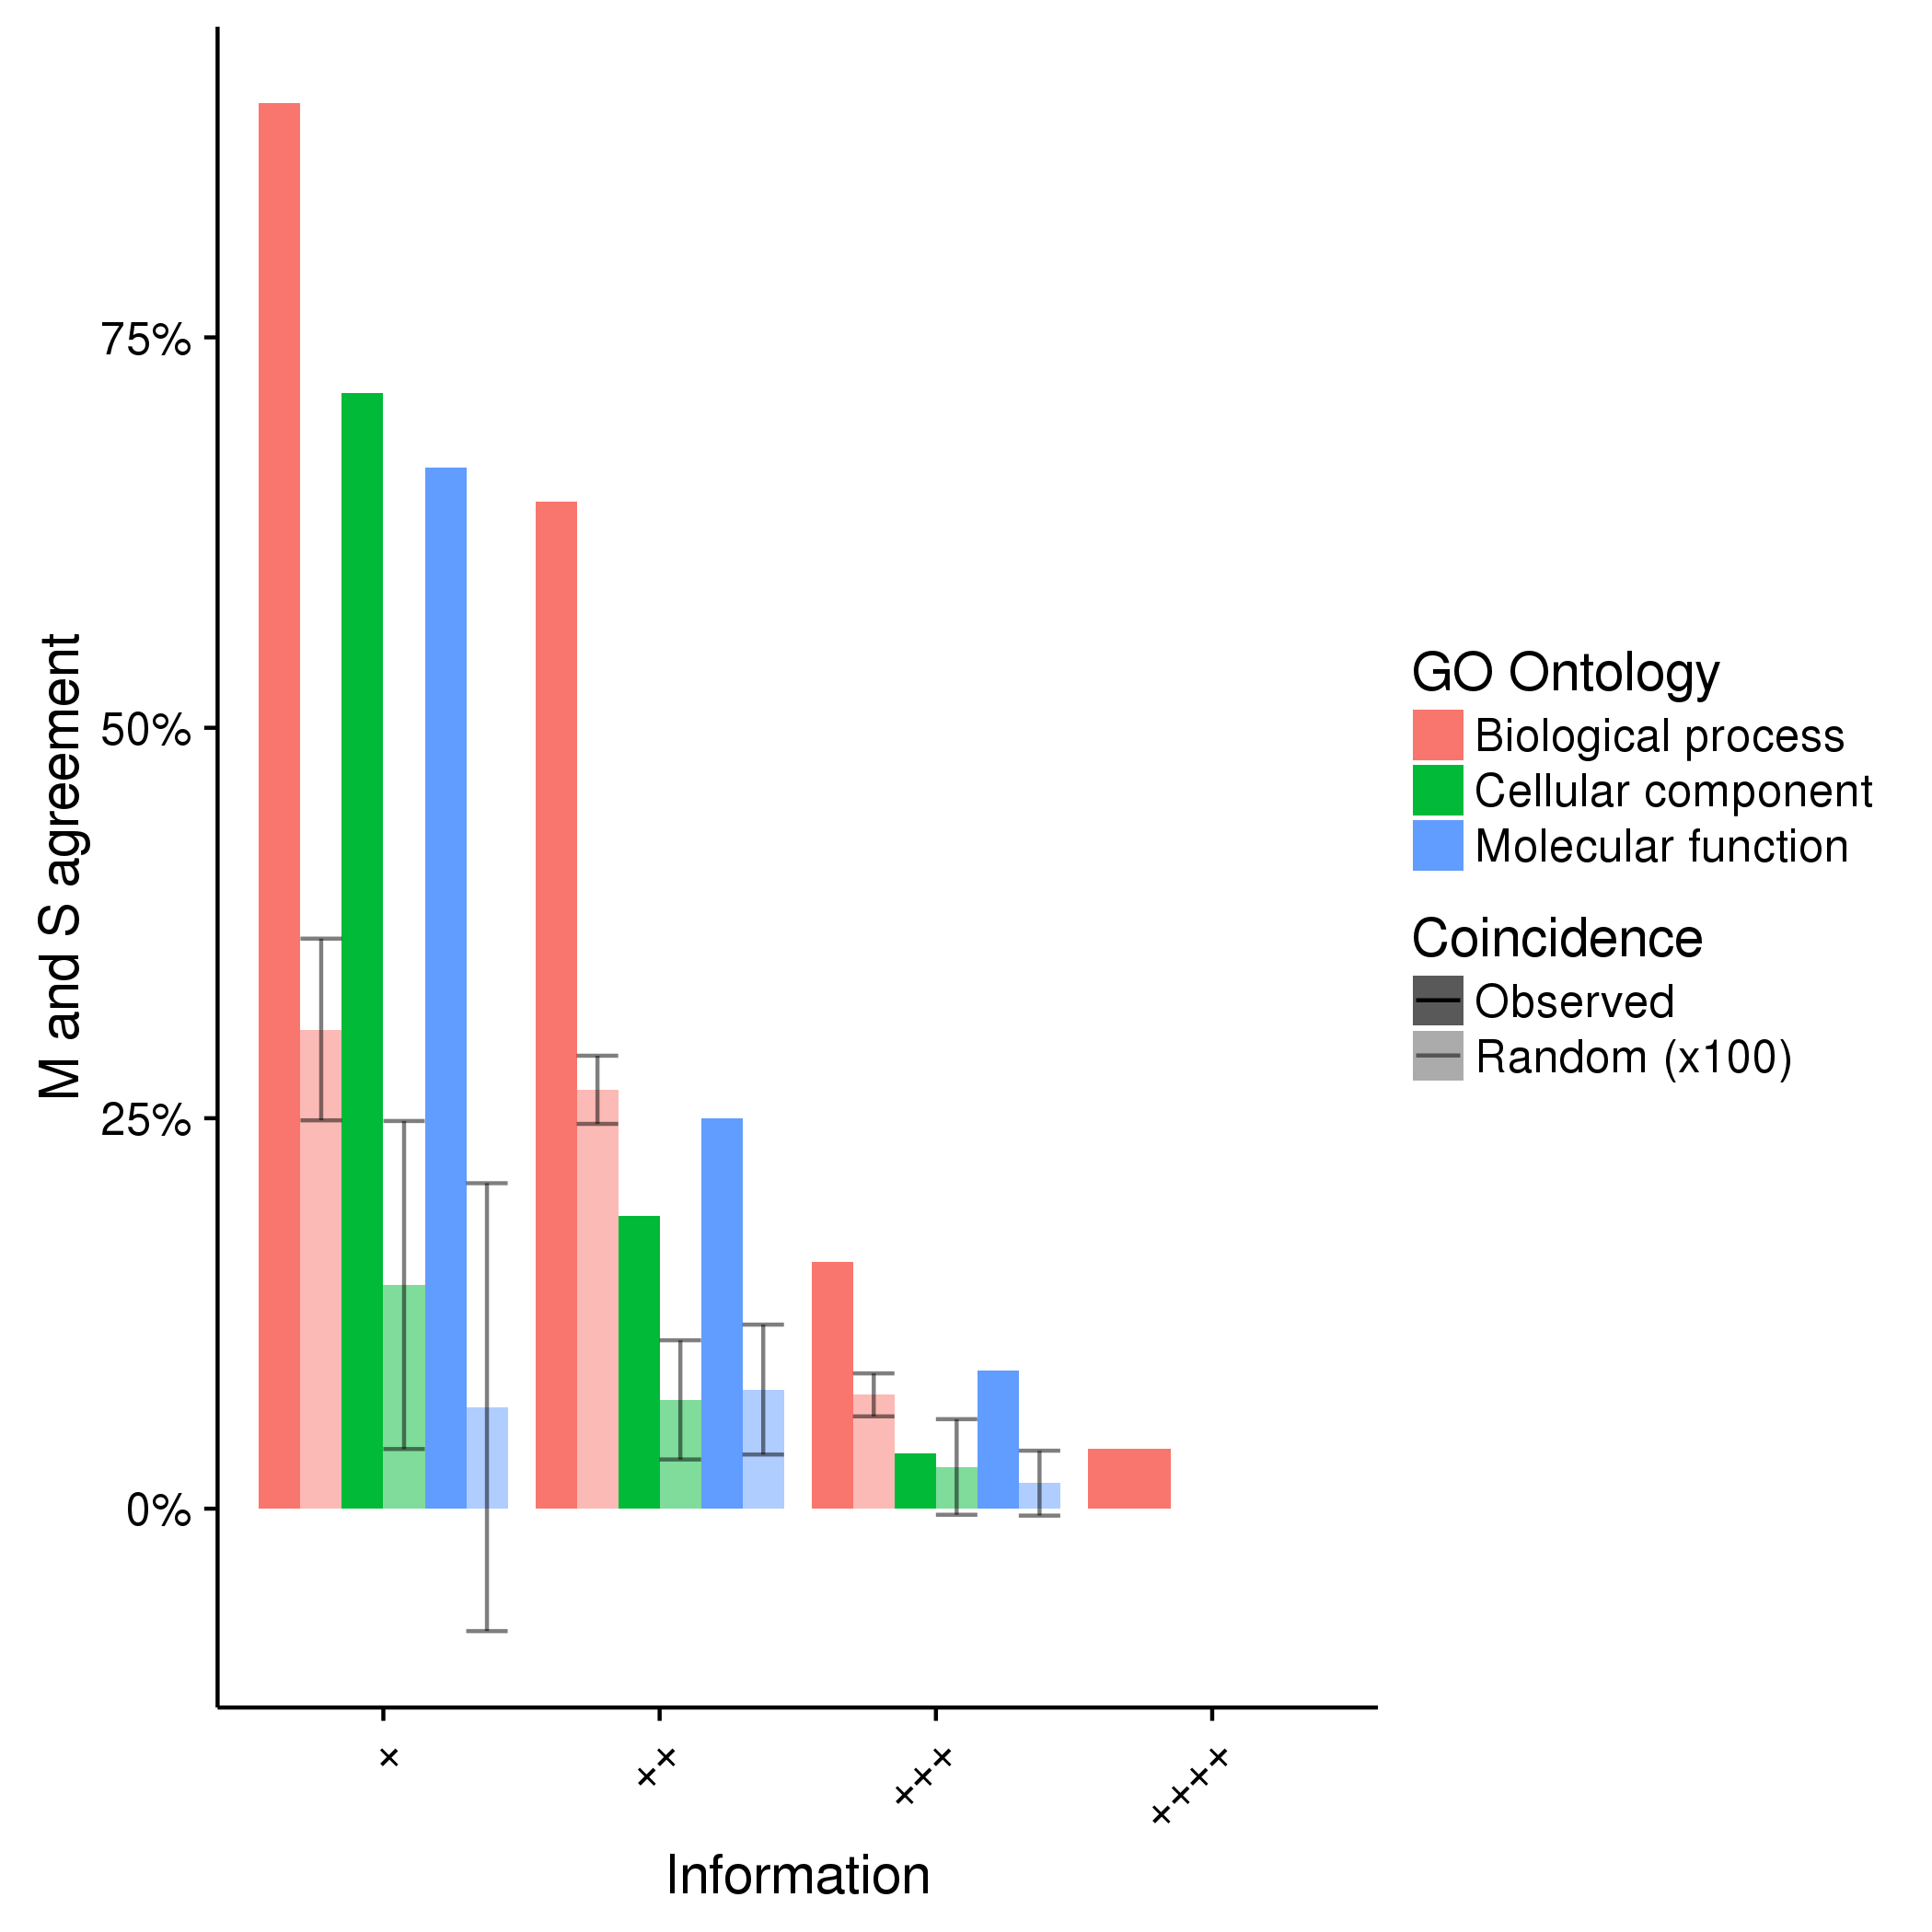 M and S agreement
75%
50%
25%
0%
+
++
+++
++++
Information
GO Ontology
Biological process
Cellular component
Molecular function
Coincidence
Observed
Random (x100)